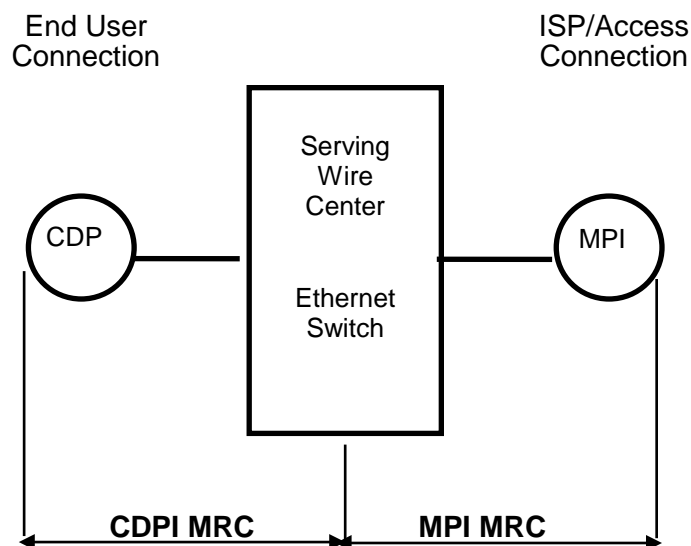 End User
Connection
ISP/Access
Connection
Serving
Wire
Center
CDP
MPI
Ethernet
Switch
CDPI MRC
MPI MRC